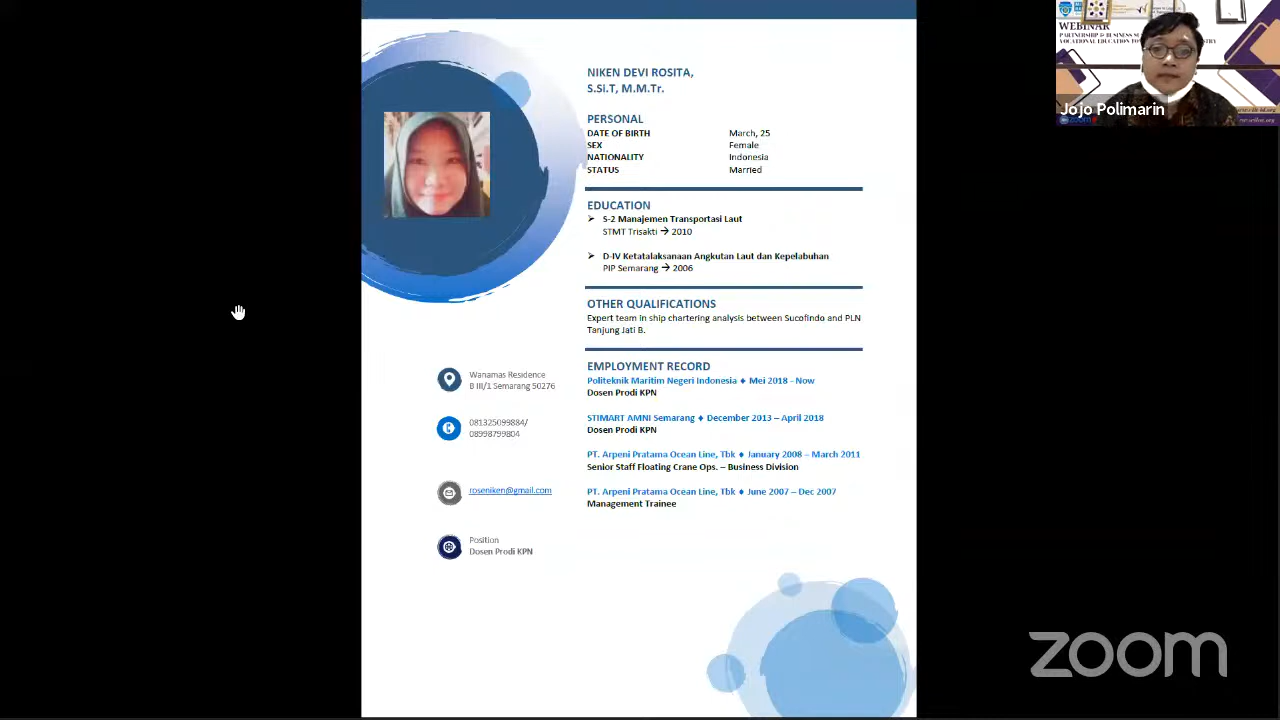 NIKEN DEVI ROSITA,
S.Si.T, M.M.Tr.
PERSONAL
DATE OF BIRTH March, 25
SEX Female
NATIONALITY Indonesia
STATUS Married
EDUCATION
➢ S-2 Manajemen Transportasi Laut
STMT Trisakti → 2010
➢ D-IV Ketatalaksanaan Angkutan Laut dan Kepelabuhan
PIP Semarang → 2006
OTHER QUALIFICATIONS
Expert team in ship chartering analysis between Sucofindo and PLN
Tanjung Jati B.
EMPLOYMENT RECORD
Politeknik Maritim Negeri Indonesia ♦ Mei 2018 - Now
Dosen Prodi KPN
STIMART AMNI Semarang ♦ December 2013 – April 2018
Dosen Prodi KPN
PT. Arpeni Pratama Ocean Line, Tbk ♦ January 2008 – March 2011
Senior Staff Floating Crane Ops. – Business Division
PT. Arpeni Pratama Ocean Line, Tbk ♦ June 2007 – Dec 2007
Management Trainee
Wanamas Residence
B III/1 Semarang 50276
081325099884/
08998799804
roseniken@gmail.com
Position
Dosen Prodi KPN
WEBINAR
PARTNERSHIP & BUSINESS
VOCATIONAL EDUCATION
Jojo Polimarin
zoom
zoom